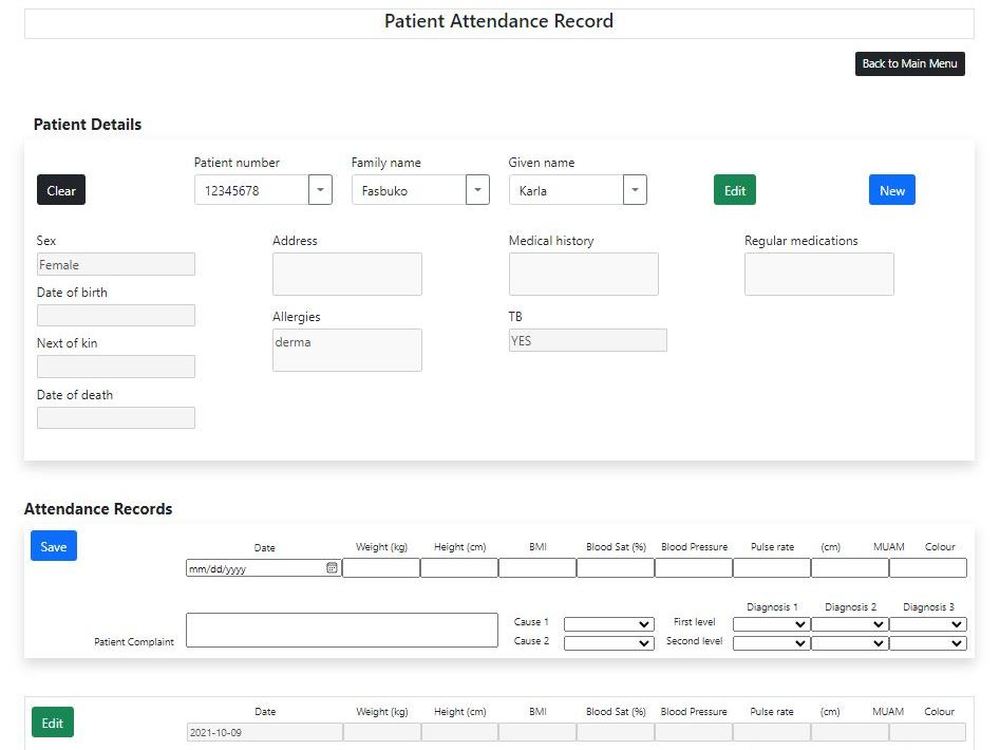 Patient Attendance Record
Back to Main Menu
Patient Details
Patient number Family name Given name
Clear 12345678 Fasbuko Karla Edit New
Sex Address Medical history Regular medications
Female
Date of birth
Allergies TB
derma YES
Next of kin
Date of death
Attendance Records
Save Date Weight (kg) Height (cm) BMI Blood Sat (%) Blood Pressure Pulse rate (cm) MUAM Colour
mm/dd/yyyy
Diagnosis 1 Diagnosis 2 Diagnosis 3
Cause 1 First level
Patient Complaint Cause 2 Second level
Date Weight (kg) Height (cm) BMI Blood Sat (%) Blood Pressure Pulse rate (cm) MUAM Colour
Edit 2021-10-09